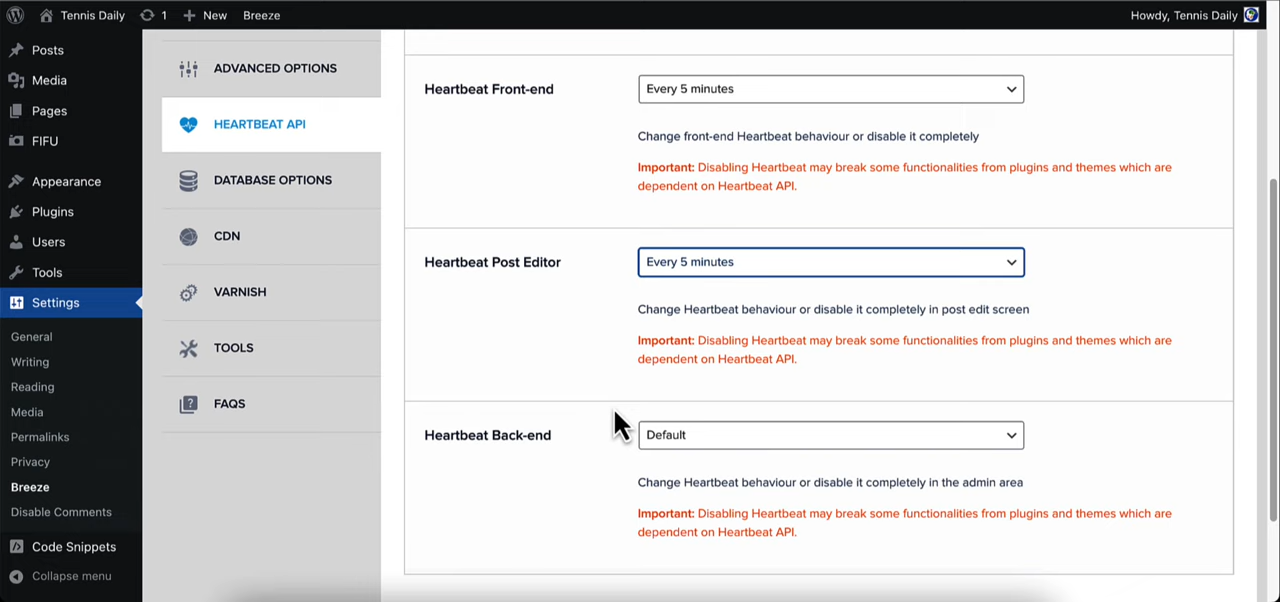 Tennis Daily
1
New
Breeze
Howdy, Tennis Daily
Posts
Media
Pages
FIFU
Appearance
Plugins
Users
Tools
Settings
General
Writing
Reading
Media
Permalinks
Privacy
Breeze
Disable Comments
Code Snippets
Collapse menu
ADVANCED OPTIONS
HEARTBEAT API
DATABASE OPTIONS
CDN
VARNISH
TOOLS
FAQS
Heartbeat Front-end
Every 5 minutes
Change front-end Heartbeat behaviour or disable it completely
Important: Disabling Heartbeat may break some functionalities from plugins and themes which are
dependent on Heartbeat API.
Heartbeat Post Editor
Every 5 minutes
Change Heartbeat behaviour or disable it completely in post edit screen
Important: Disabling Heartbeat may break some functionalities from plugins and themes which are
dependent on Heartbeat API.
Heartbeat Back-end
Default
Change Heartbeat behaviour or disable it completely in the admin area
Important: Disabling Heartbeat may break some functionalities from plugins and themes which are
dependent on Heartbeat API.